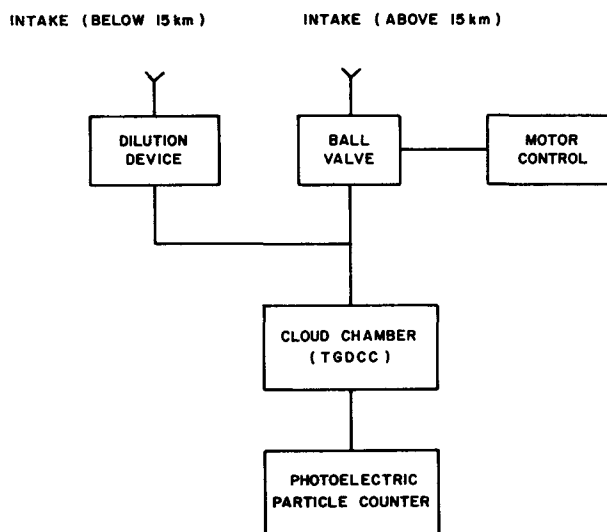 INTAKE (BELOW 15km)
INTAKE (ABOVE 15km)
DILUTION
DEVICE
BALL
VALVE
MOTOR
CONTROL
CLOUD CHAMBER
(TGDCC)
PHOTOELECTRIC
PARTICLE COUNTER